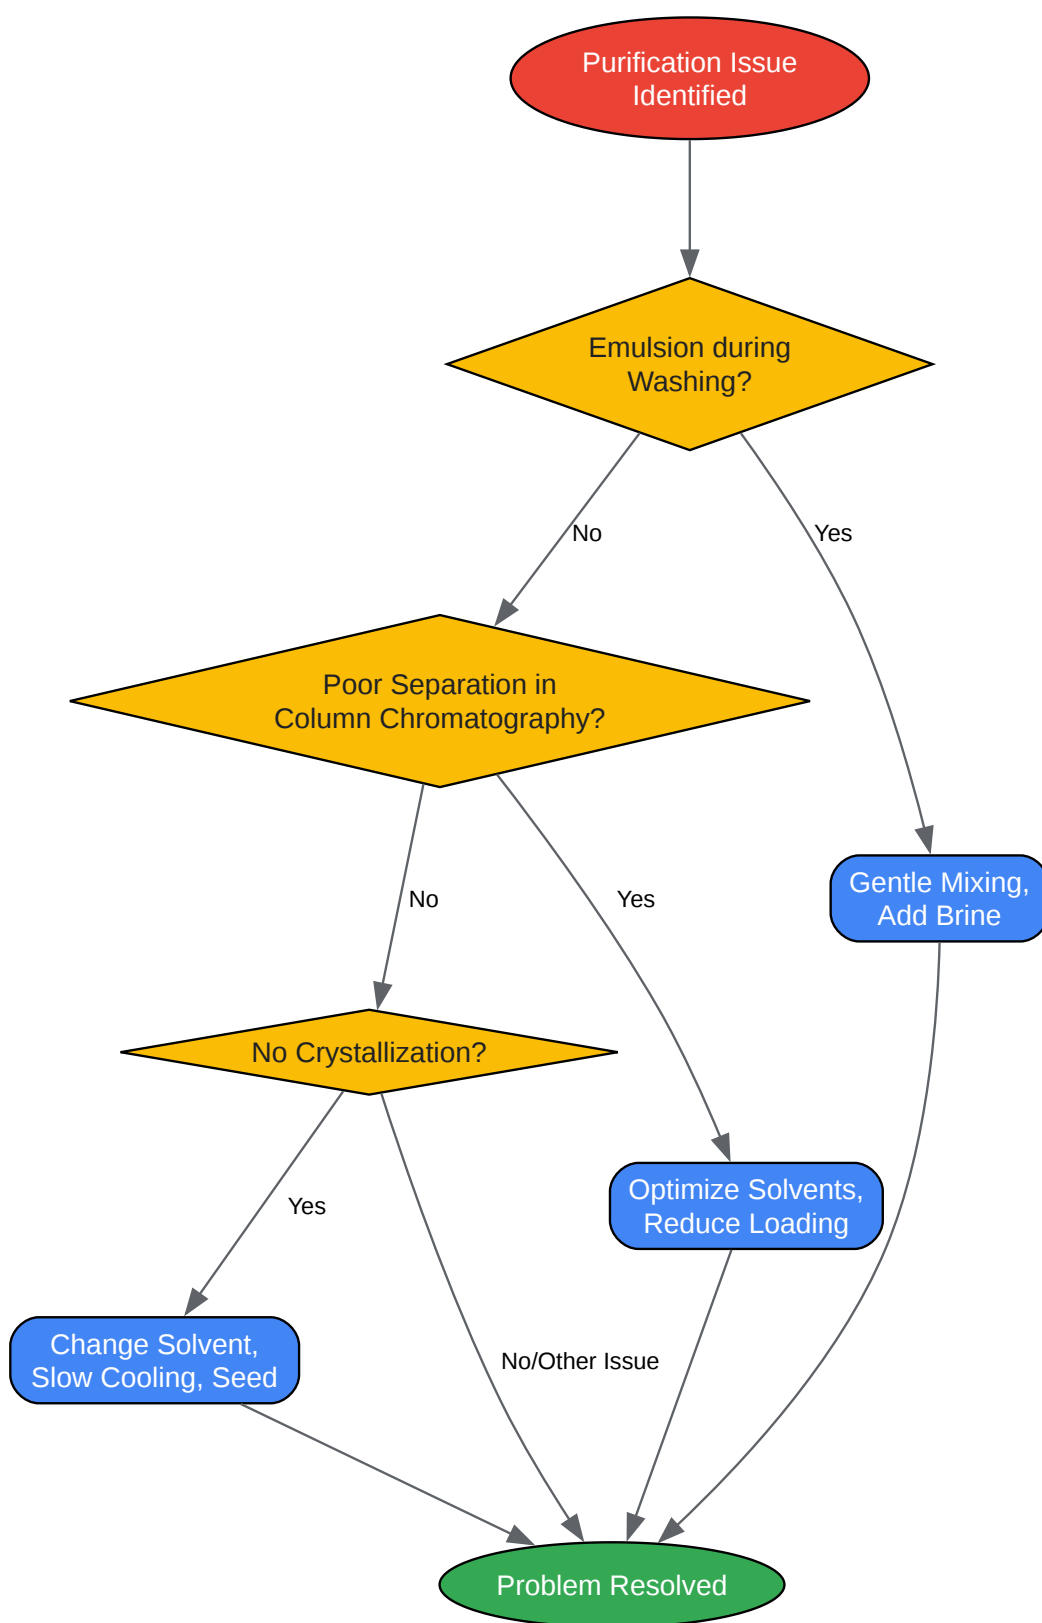 Purification Issue
Identified
Emulsion during
Washing?
No
Yes
Poor Separation in
Column Chromatography?
Gentle Mixing,
Add Brine
No
Yes
No Crystallization?
Optimize Solvents,
Reduce Loading
Yes
Change Solvent,
Slow Cooling, Seed
No/Other Issue
Problem Resolved